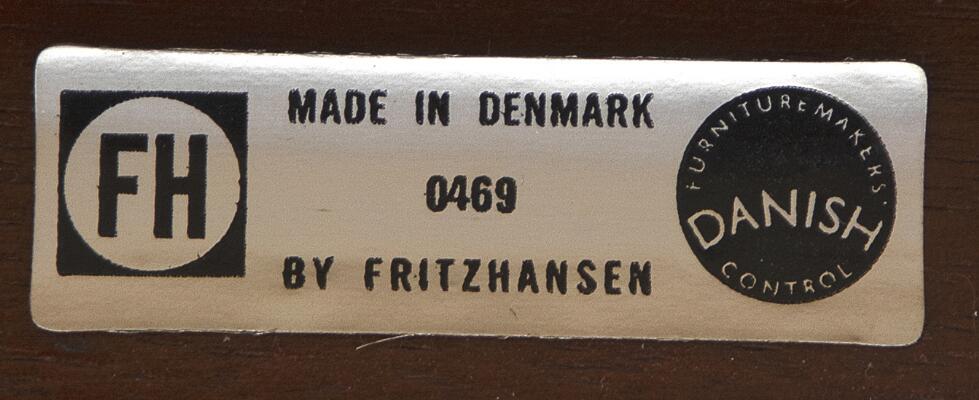 FH
MADE IN DENMARK
0469
BY FRITZHANSEN
FURNITUREMAKERS'
DANISH
CONTROL